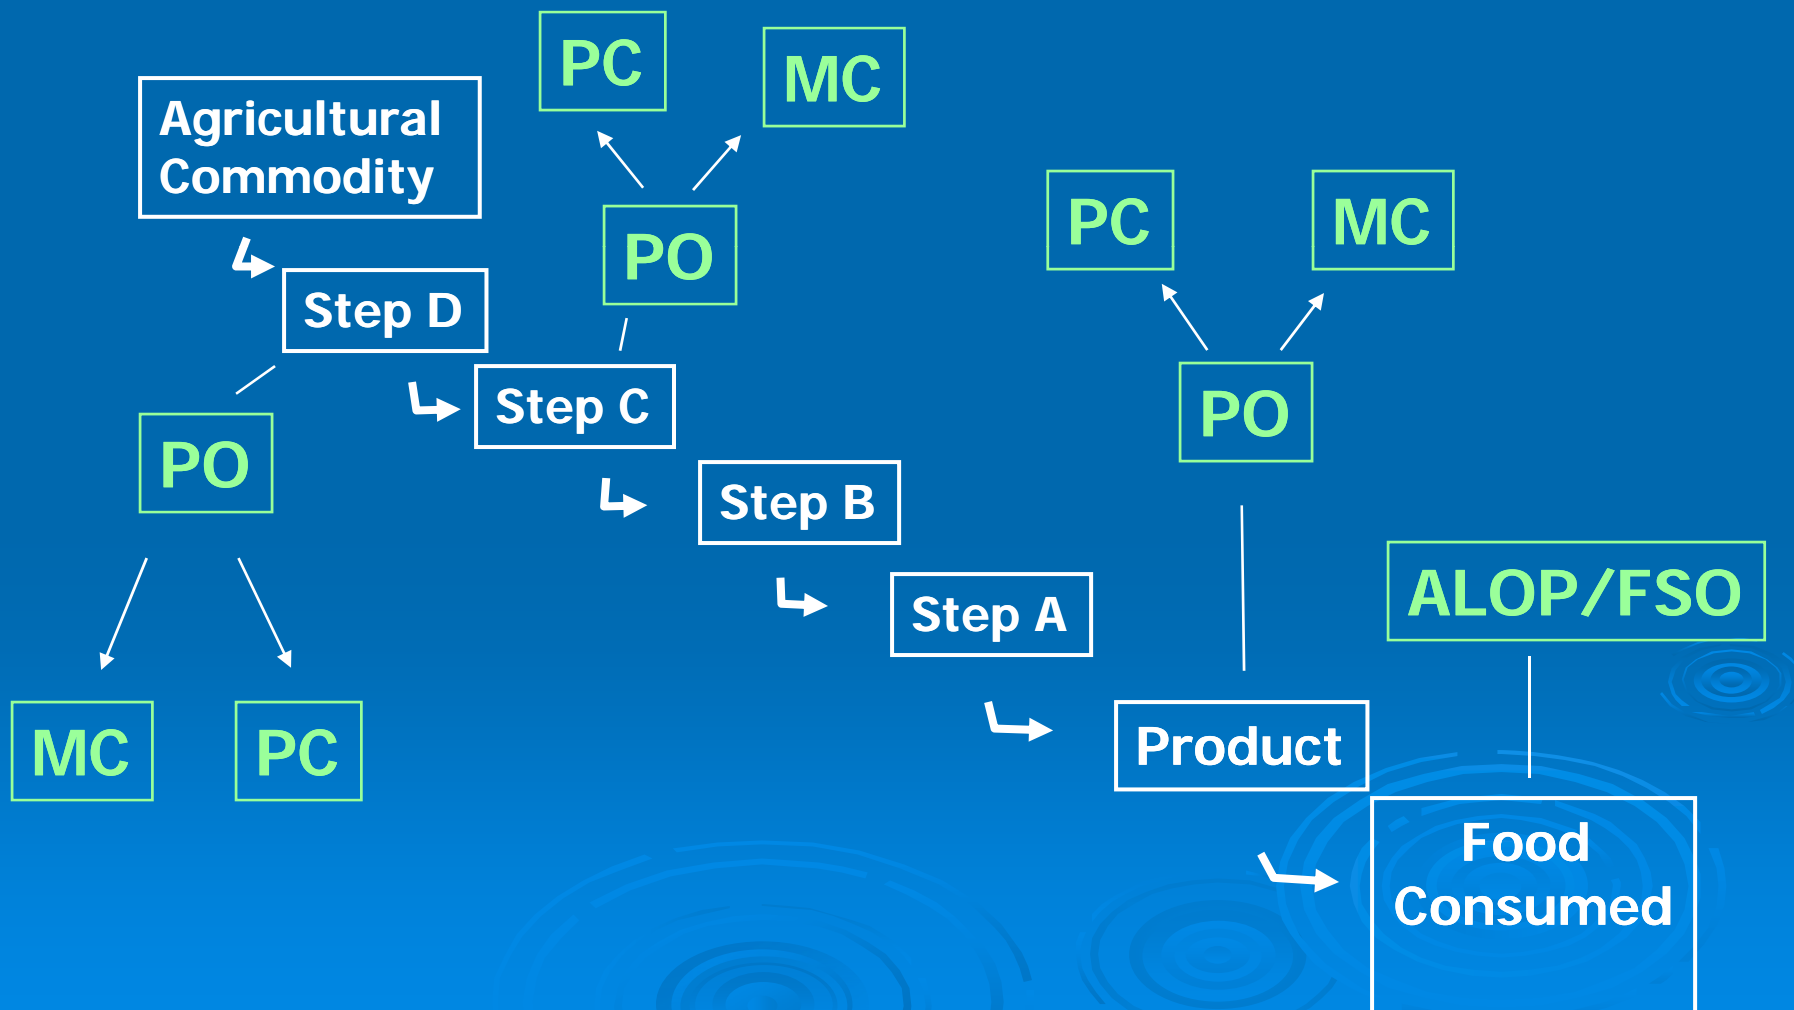 PC
MC
Agricultural
Commodity
PC
MC
PO
Step D
Step C
PO
PO
Step B
ALOP/FSO
Step A
MC
PC
Product
Food
Consumed